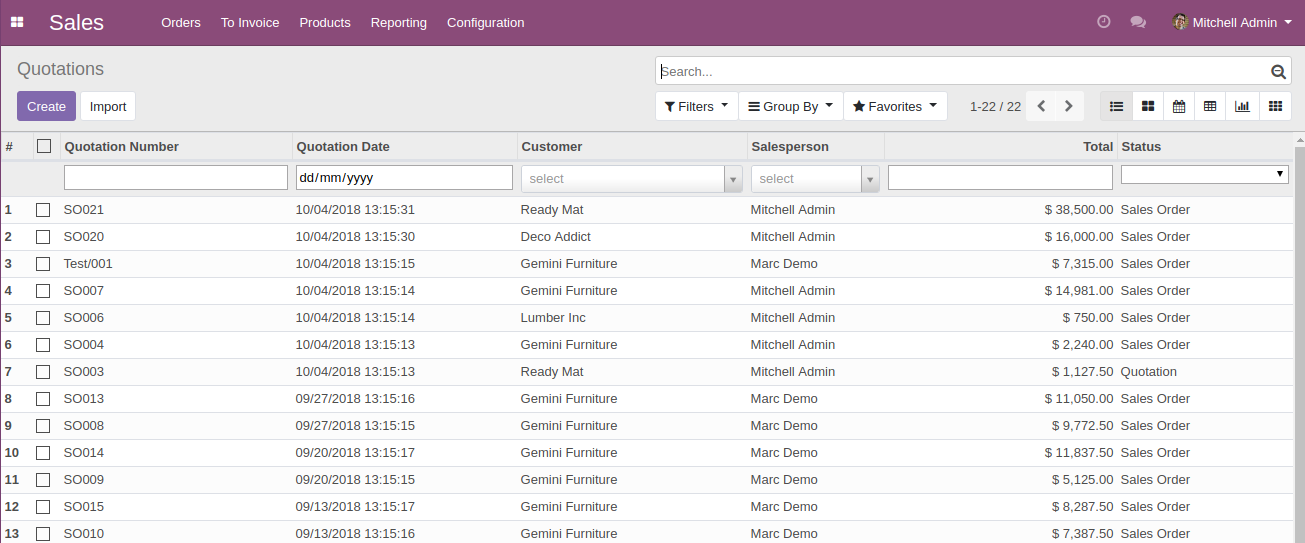 Sales Orders To Invoice Products Reporting Configuration Mitchell Admin
Quotations
Search...
Create Import Filters Group By Favorites 1-22 / 22
# Quotation Number Quotation Date Customer Salesperson Total Status
dd/mm/yyyy select select
1 SO021 10/04/2018 13:15:31 Ready Mat Mitchell Admin $ 38,500.00 Sales Order
2 SO020 10/04/2018 13:15:30 Deco Addict Mitchell Admin $ 16,000.00 Sales Order
3 Test/001 10/04/2018 13:15:15 Gemini Furniture Marc Demo $ 7,315.00 Sales Order
4 SO007 10/04/2018 13:15:14 Gemini Furniture Mitchell Admin $ 14,981.00 Sales Order
5 SO006 10/04/2018 13:15:14 Lumber Inc Mitchell Admin $ 750.00 Sales Order
6 SO004 10/04/2018 13:15:13 Gemini Furniture Mitchell Admin $ 2,240.00 Sales Order
7 SO003 10/04/2018 13:15:13 Ready Mat Mitchell Admin $ 1,127.50 Quotation
8 SO013 09/27/2018 13:15:16 Gemini Furniture Marc Demo $ 11,050.00 Sales Order
9 SO008 09/27/2018 13:15:15 Gemini Furniture Marc Demo $ 9,772.50 Sales Order
10 SO014 09/20/2018 13:15:17 Gemini Furniture Marc Demo $ 11,837.50 Sales Order
11 SO009 09/20/2018 13:15:15 Gemini Furniture Marc Demo $ 5,125.00 Sales Order
12 SO015 09/13/2018 13:15:17 Gemini Furniture Marc Demo $ 8,287.50 Sales Order
13 SO010 09/13/2018 13:15:16 Gemini Furniture Marc Demo $ 7,387.50 Sales Order